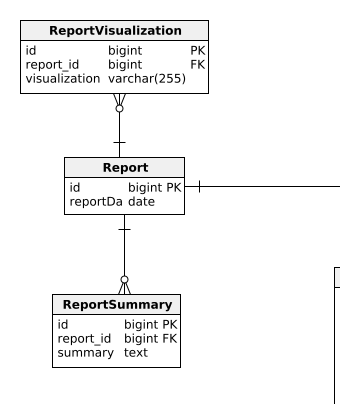 ReportVisualization
id bigint PK
report_id bigint FK
visualization varchar(255)
Report
id bigint PK
reportDa date
ReportSummary
id bigint PK
report_id bigint FK
summary text